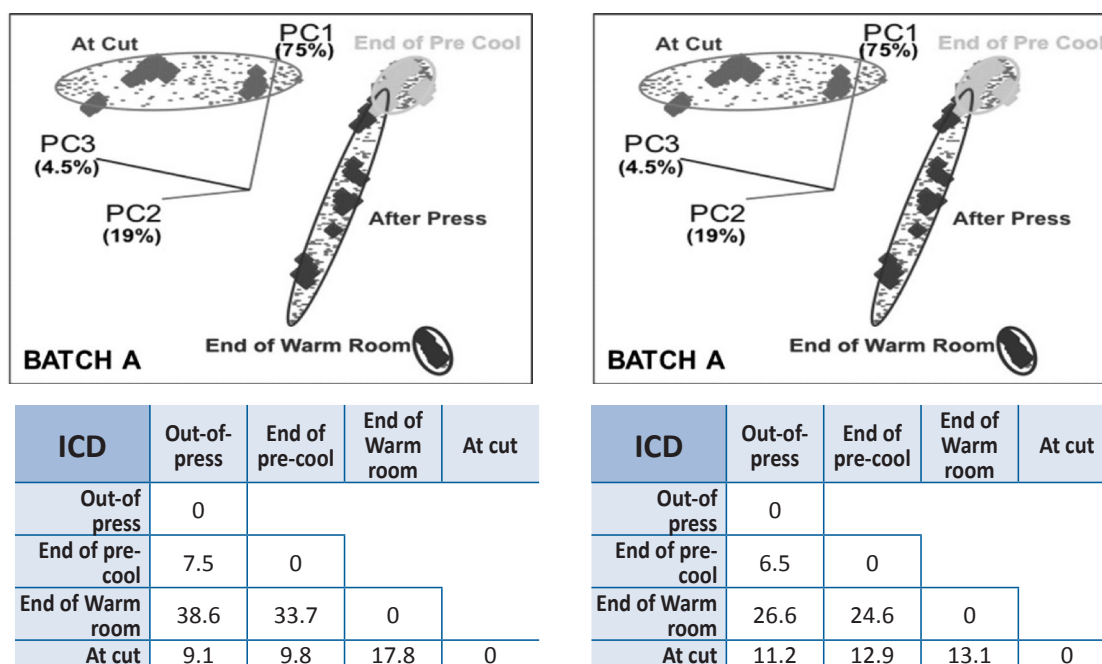 PC1
(75%)
At Cut
End of Pre Cool
PC3
(4.5%)
PC2
(19%)
After Press
End of Warm Room
BATCH A
PC1
(75%)
At Cut
End of Pre Cool
PC3
(4.5%)
PC2
(19%)
After Press
End of Warm Room
BATCH A
ICD Out-of- press End of pre-cool End of Warm room At cut
Out-of press 0
End of pre- cool 7.5 0
End of Warm room 38.6 33.7 0
At cut 9.1 9.8 17.8 0
ICD Out-of- press End of pre-cool End of Warm room At cut
Out-of press 0
End of pre- cool 6.5 0
End of Warm room 26.6 24.6 0
At cut 11.2 12.9 13.1 0